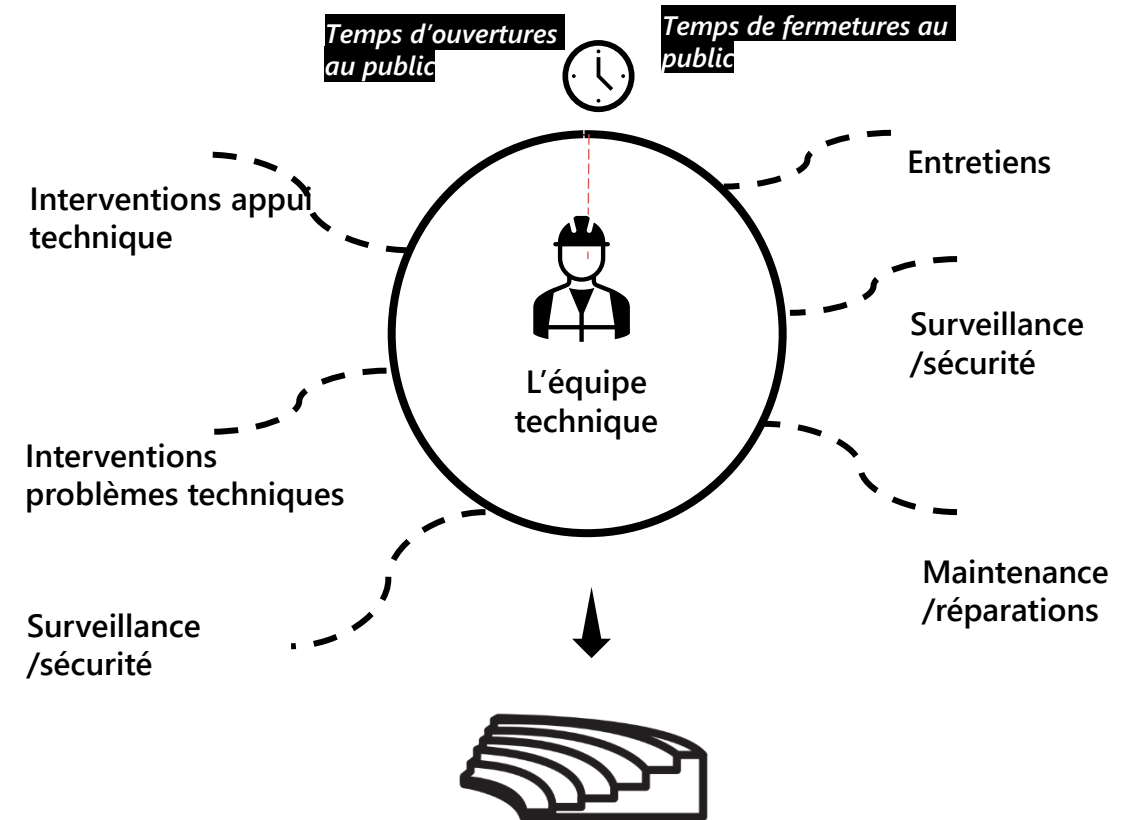 Temps d'ouvertures
au public
Temps de fermetures au
public
Interventions appui
technique
Entretiens
Surveillance
/sécurité
L'équipe
technique
Interventions
problèmes techniques
Maintenance
/réparations
Surveillance
/sécurité